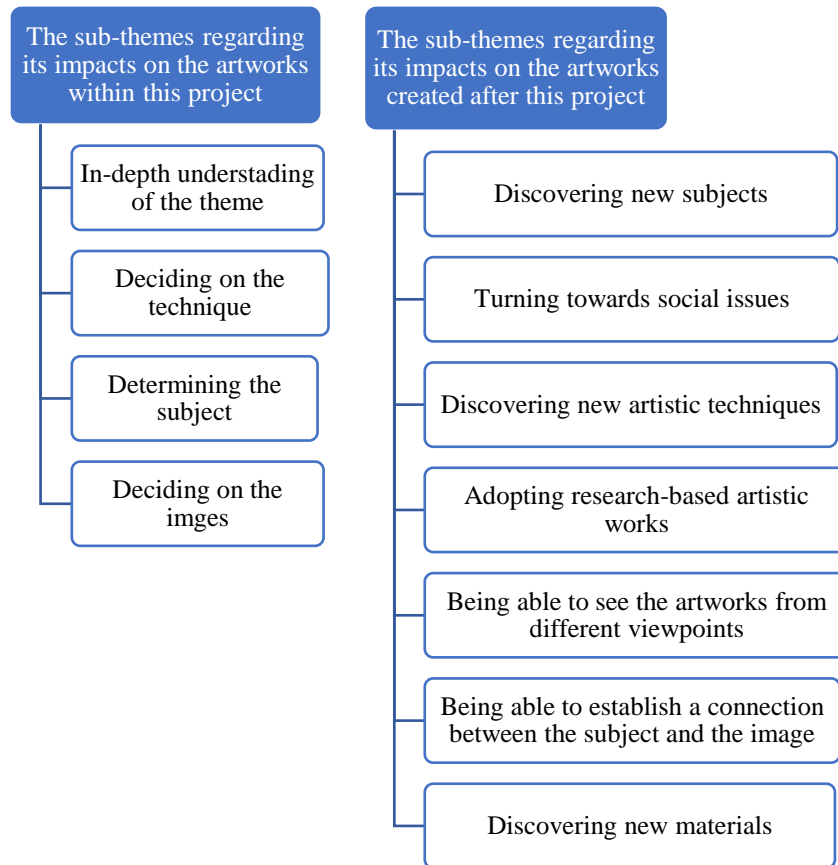 The sub-themes regarding
its impacts on the artworks
within this project
In-depth understading
of the theme
Deciding on the
technique
Determining the
subject
Deciding on the
imges
The sub-themes regarding
its impacts on the artworks
created after this project
Discovering new subjects
Turning towards social issues
Discovering new artistic techniques
Adopting research-based artistic
works
Being able to see the artworks from
different viewpoints
Being able to establish a connection
between the subject and the image
Discovering new materials